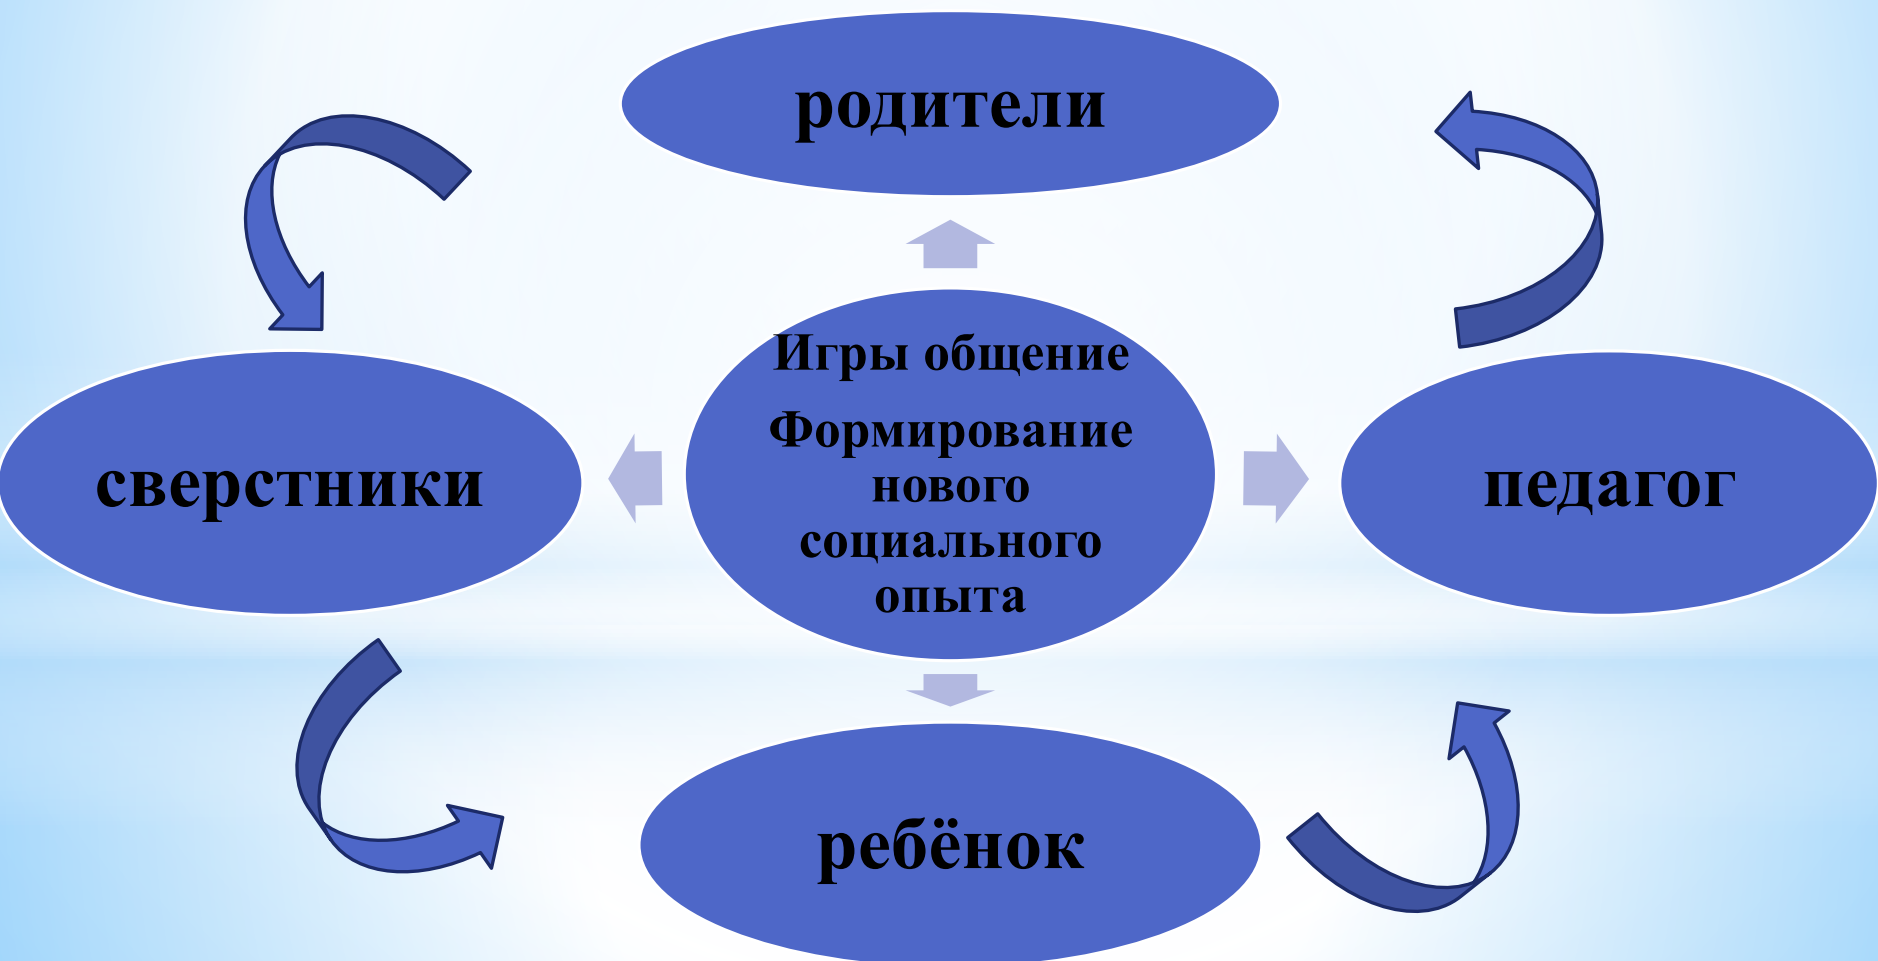 родители
Игры общение
Формирование
нового
социального
опыта
сверстники
педагог
ребёнок